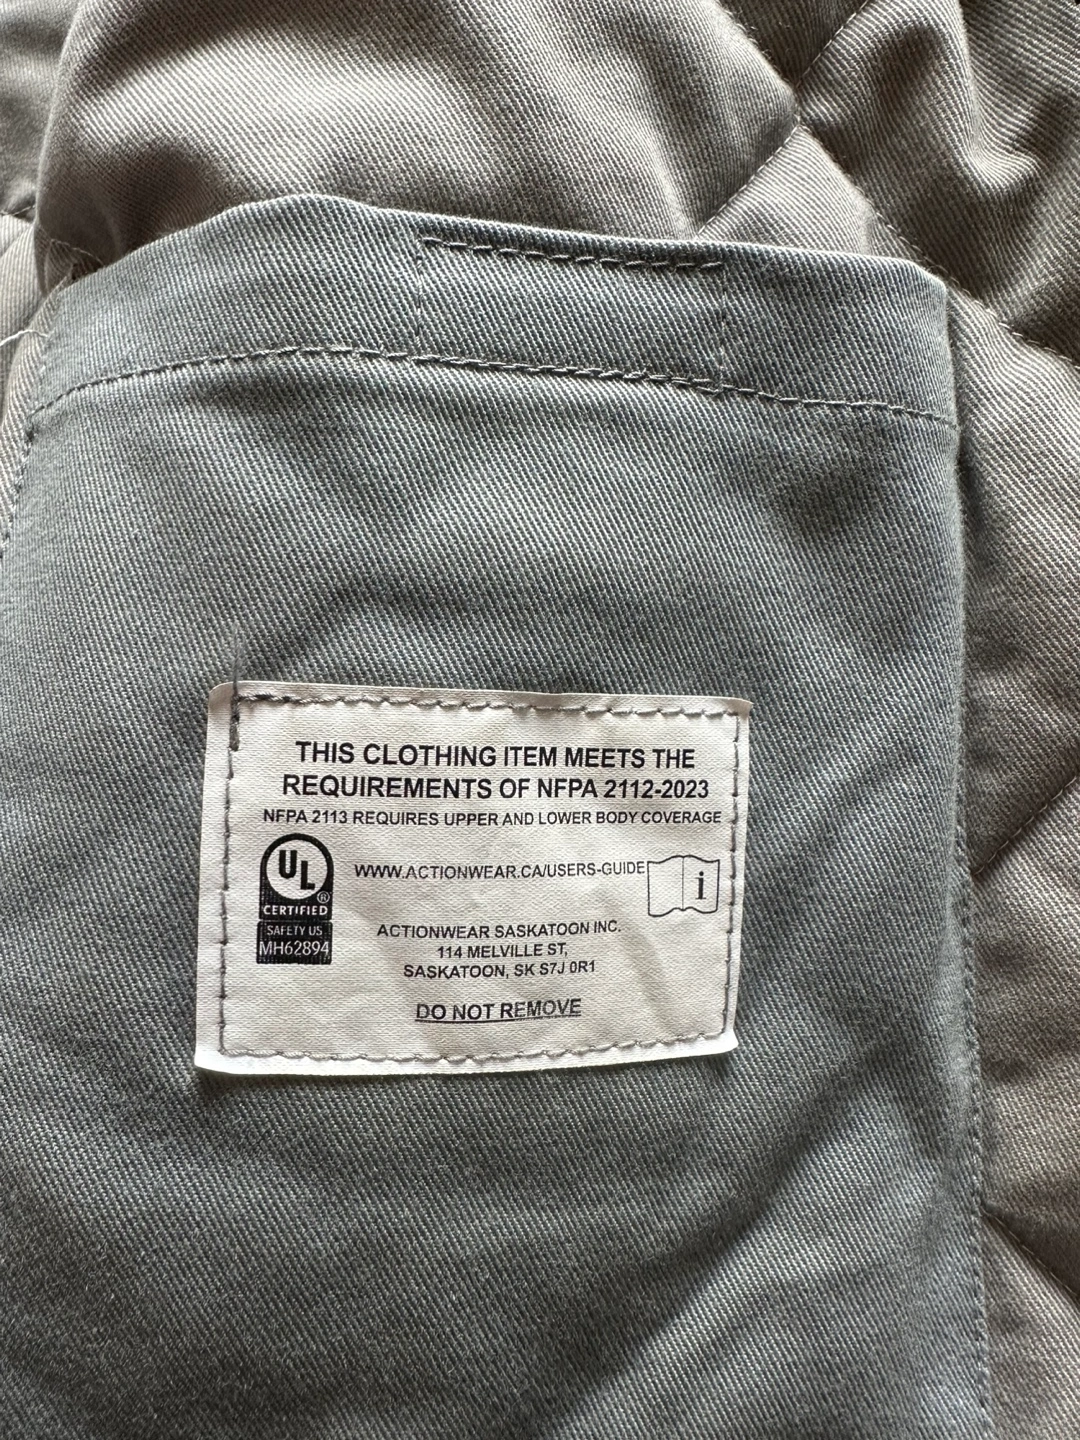 THIS CLOTHING ITEM MEETS THE
REQUIREMENTS OF NFPA 2112-2023
NFPA 2113 REQUIRES UPPER AND LOWER BODY COVERAGE
UL
®
CERTIFIED
SAFETY US
MH62894
WWW.ACTIONWEAR.CA/USERS-GUIDE
i
ACTIONWEAR SASKATOON INC.
114 MELVILLE ST,
SASKATOON, SK S7J 0R1
DO NOT REMOVE